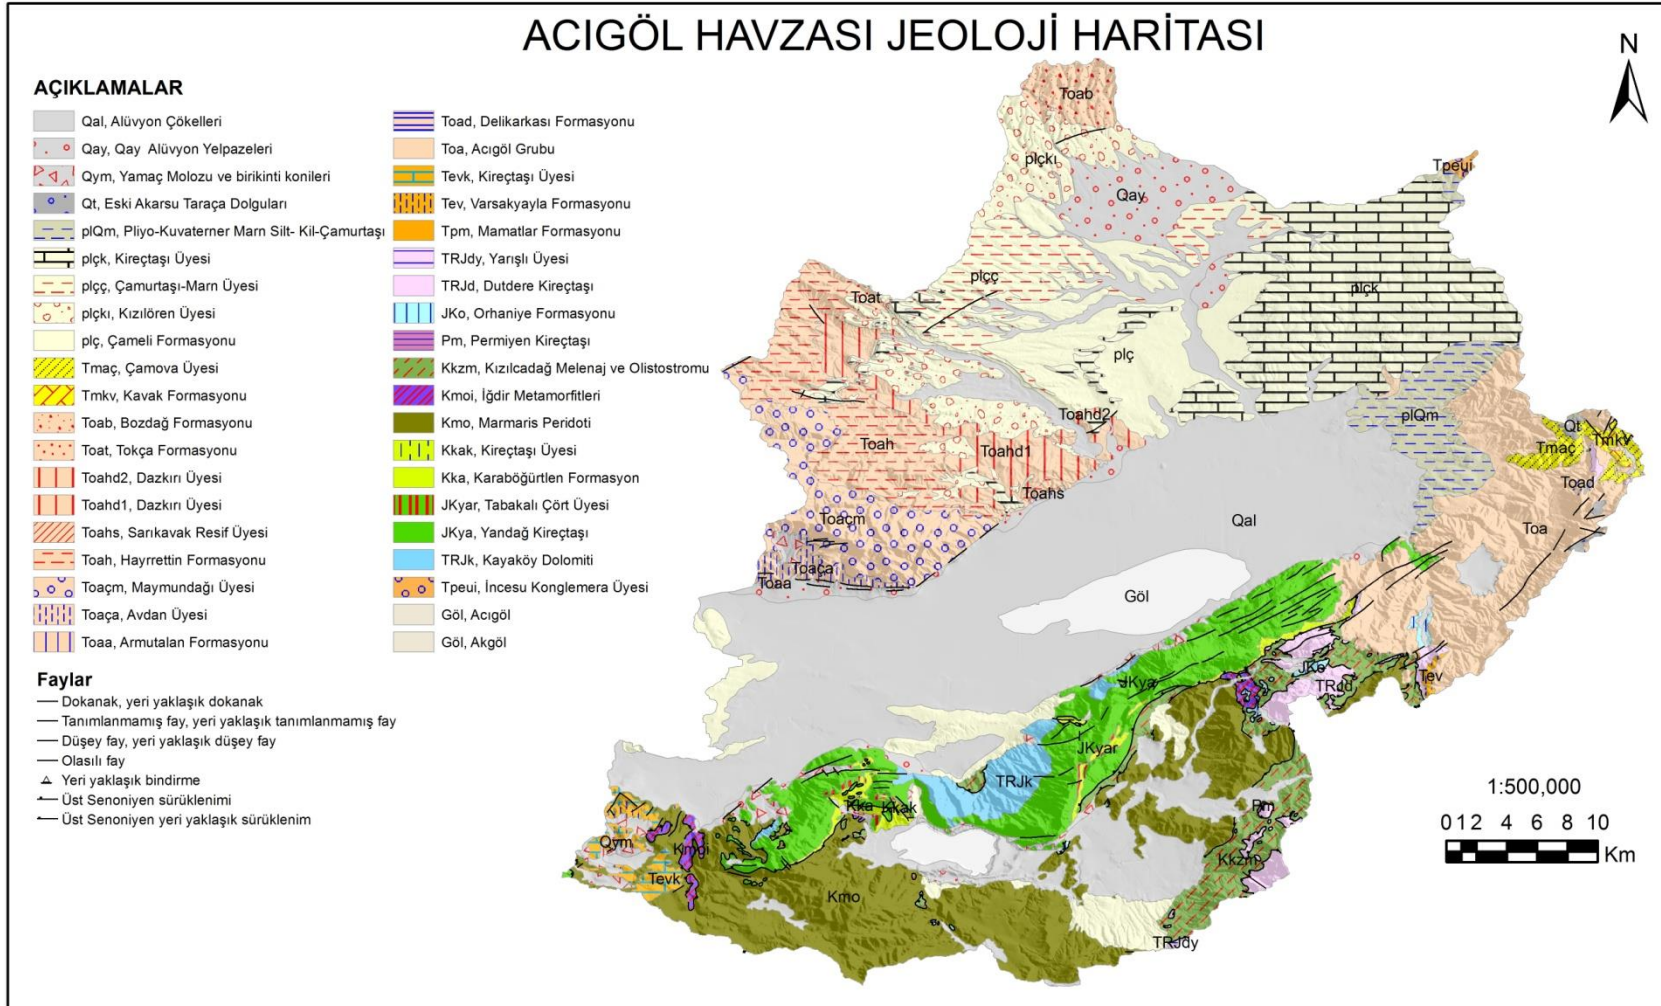 ACIGÖL HAVZASI JEOLOJİ HARİTASI
N
AÇIKLAMALAR
Qal, Alüvyon Çökelleri
Qay, Qay Alüvyon Yelpazeleri
Qym, Yamaç Molozu ve birikinti konileri
Qt, Eski Akarsu Taraça Dolguları
plQm, Pliyo-Kuvaterner Marn Silt- Kil-Çamurtaşı
plçk, Kireçtaşı Üyesi
plçç, Çamurtaşı-Marn Üyesi
plçkı, Kızılören Üyesi
plç, Çameli Formasyonu
Tmaç, Çamova Üyesi
Tmkv, Kavak Formasyonu
Toab, Bozdağ Formasyonu
Toat, Tokça Formasyonu
Toahd2, Dazkırı Üyesi
Toahd1, Dazkırı Üyesi
Toahs, Sarıkavak Resif Üyesi
Toah, Hayrrettin Formasyonu
Toaçm, Maymundağı Üyesi
Toaça, Avdan Üyesi
Toaa, Armutalan Formasyonu
Toad, Delikarkası Formasyonu
Toa, Acıgöl Grubu
Tevk, Kireçtaşı Üyesi
Tev, Varsakyayla Formasyonu
Tpm, Mamatlar Formasyonu
TRJdy, Yarışlı Üyesi
TRJd, Dutdere Kireçtaşı
JKo, Orhaniye Formasyonu
Pm, Permiyen Kireçtaşı
Kkzm, Kızılcadağ Melenaj ve Olistostromu
Kmoi, İğdir Metamorfitleri
Kmo, Marmaris Peridoti
Kkak, Kireçtaşı Üyesi
Kka, Karaböğürtlen Formasyon
JKyar, Tabakalı Çört Üyesi
JKya, Yandağ Kireçtaşı
TRJk, Kayaköy Dolomiti
Tpeui, İncesu Konglemera Üyesi
Göl, Acıgöl
Göl, Akgöl
Faylar
Dokanak, yeri yaklaşık dokanak
Tanımlanmamış fay, yeri yaklaşık tanımlanmamış fay
Düşey fay, yeri yaklaşık düşey fay
Olasılı fay
Yeri yaklaşık bindirme
Üst Senoniyen sürüklenimi
Üst Senoniyen yeri yaklaşık sürüklenim
Toab
plçkı
Qay
Tpeui
plçç
Toat
plçk
plç
Toahd2
plQm
Qt
Tmkv
Tmaç
Toah
Toahd1
Toad
Toahs
Toaçm
Qal
Toa
Toaça
Toaa
Göl
JKo
JKya
TRJd
Tev
JKyar
TRJk
Pm
Kka
Kkak
Qym
Kmoi
Kkzm
Tevk
Kmo
TRJdy
1:500,000
0 1 2 4 6 8 10
Km